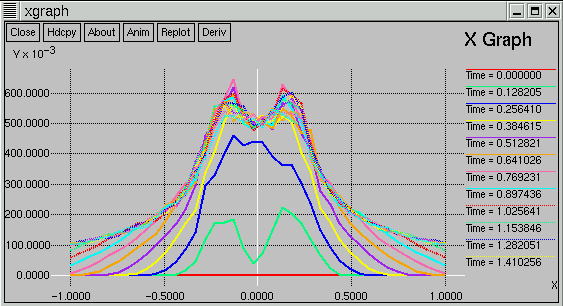 xgraph
Close Hdcpy About Anim Replot Deriv
X Graph
Y x 10⁻³
600.0000
500.0000
400.0000
300.0000
200.0000
100.0000
0.0000
-1.0000 -0.5000 0.0000 0.5000 1.0000
X
Time = 0.000000
Time = 0.128205
Time = 0.256410
Time = 0.384615
Time = 0.512821
Time = 0.641026
Time = 0.769231
Time = 0.897436
Time = 1.025641
Time = 1.153846
Time = 1.282051
Time = 1.410256